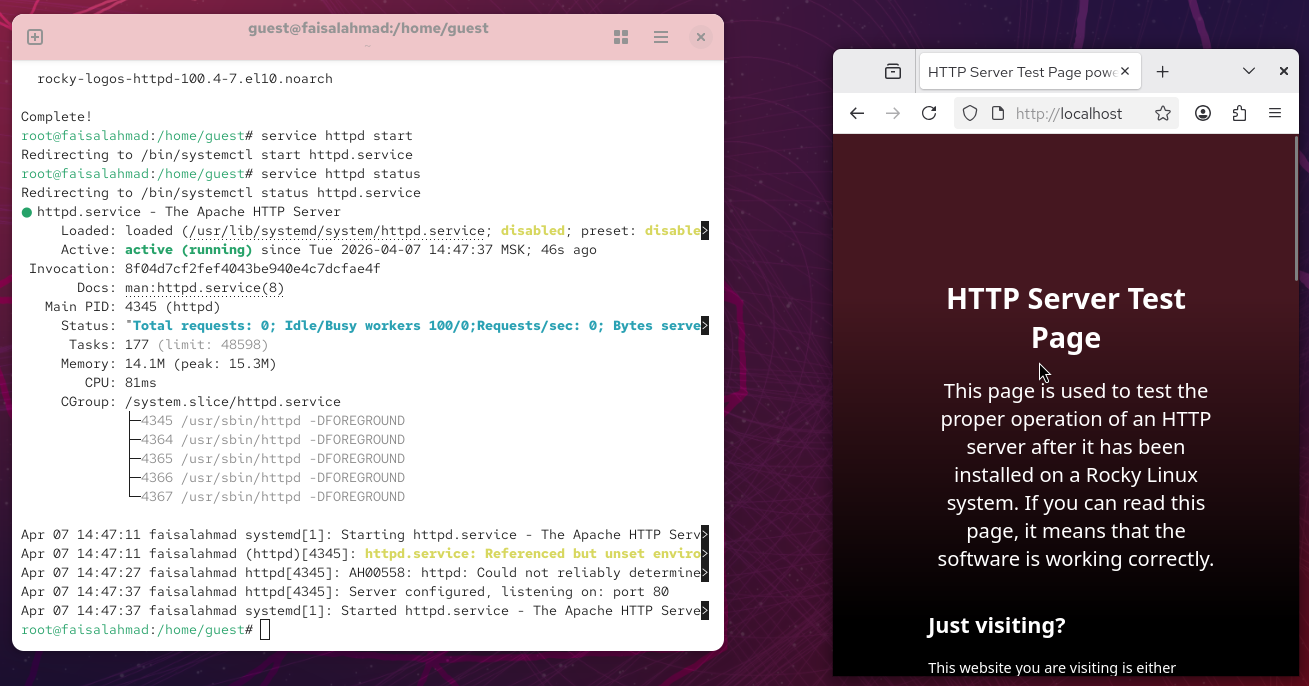 guest@faisalahmad:/home/guest
~
rocky-logos-httpd-100.4-7.el10.noarch
Complete!
root@faisalahmad:/home/guest# service httpd start
Redirecting to /bin/systemctl start httpd.service
root@faisalahmad:/home/guest# service httpd status
Redirecting to /bin/systemctl status httpd.service
● httpd.service - The Apache HTTP Server
Loaded: loaded (/usr/lib/systemd/system/httpd.service; disabled; preset: disable>
Active: active (running) since Tue 2026-04-07 14:47:37 MSK; 46s ago
Invocation: 8f04d7cf2fef4043be940e4c7dcfae4f
Docs: man:httpd.service(8)
Main PID: 4345 (httpd)
Status: "Total requests: 0; Idle/Busy workers 100/0;Requests/sec: 0; Bytes serve>
Tasks: 177 (limit: 48598)
Memory: 14.1M (peak: 15.3M)
CPU: 81ms
CGroup: /system.slice/httpd.service
├─4345 /usr/sbin/httpd -DFOREGROUND
├─4364 /usr/sbin/httpd -DFOREGROUND
├─4365 /usr/sbin/httpd -DFOREGROUND
├─4366 /usr/sbin/httpd -DFOREGROUND
└─4367 /usr/sbin/httpd -DFOREGROUND
Apr 07 14:47:11 faisalahmad systemd[1]: Starting httpd.service - The Apache HTTP Serv>
Apr 07 14:47:11 faisalahmad (httpd)[4345]: httpd.service: Referenced but unset enviro>
Apr 07 14:47:27 faisalahmad httpd[4345]: AH00558: httpd: Could not reliably determine>
Apr 07 14:47:37 faisalahmad httpd[4345]: Server configured, listening on: port 80
Apr 07 14:47:37 faisalahmad systemd[1]: Started httpd.service - The Apache HTTP Serve>
root@faisalahmad:/home/guest#
HTTP Server Test Page powe
http://localhost
HTTP Server Test
Page
This page is used to test the
proper operation of an HTTP
server after it has been
installed on a Rocky Linux
system. If you can read this
page, it means that the
software is working correctly.
Just visiting?
This website you are visiting is either